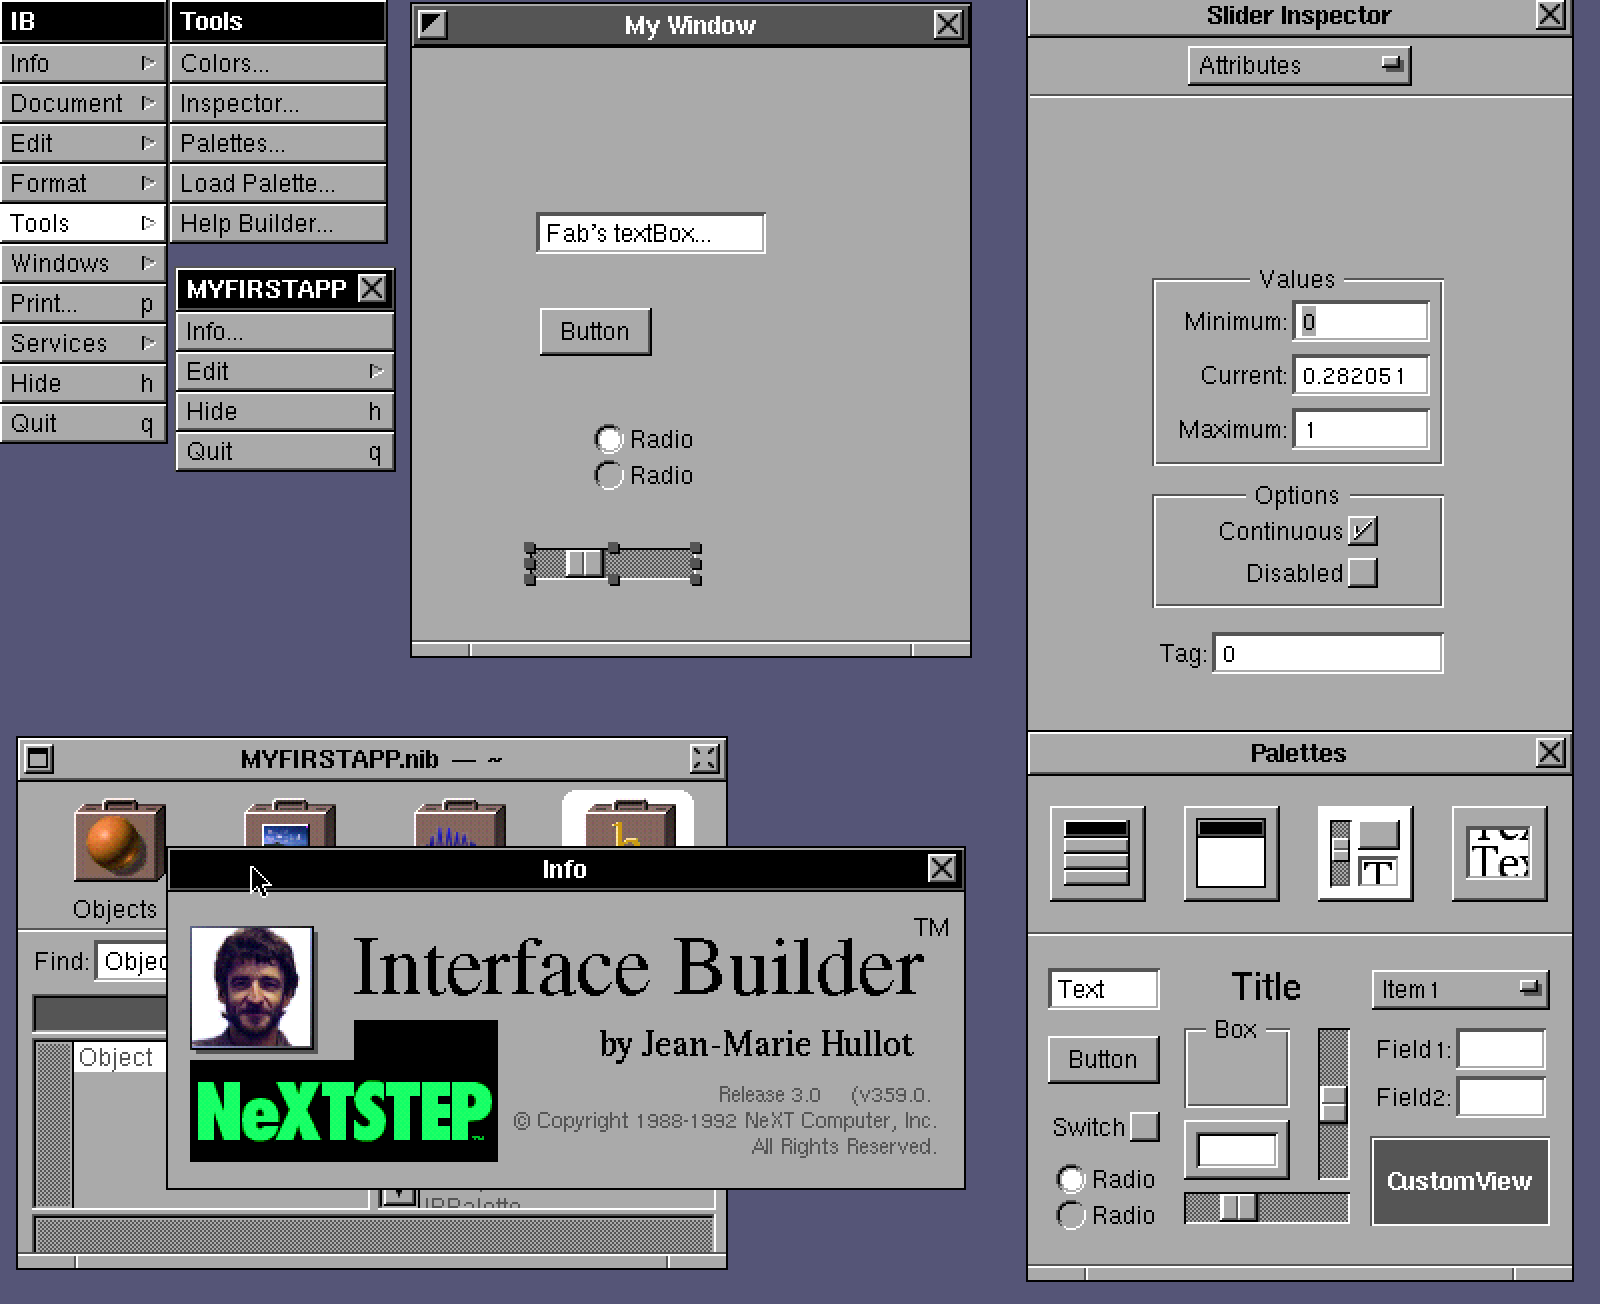 IB
Info
Document
Edit
Format
Tools
Windows
Print... p
Services
Hide h
Quit q
Tools
Colors...
Inspector...
Palettes...
Load Palette...
Help Builder...
MYFIRSTAPP
Info...
Edit
Hide h
Quit q
My Window
Fab's textBox...
Button
Radio
Radio
Slider Inspector
Attributes
Values
Minimum: 0
Current: 0.282051
Maximum: 1
Options
Continuous
Disabled
Tag: 0
MYFIRSTAPP.nib — ~
Objects
Find: Objec
Object
IBPalette
Info
Interface Builder TM
by Jean-Marie Hullot
NeXTSTEP™
Release 3.0 (v359.0.
© Copyright 1988-1992 NeXT Computer, Inc.
All Rights Reserved.
Palettes
T
Tex
Text
Title
Item1
Button
Box
Field1:
Field2:
Switch
Radio
Radio
CustomView